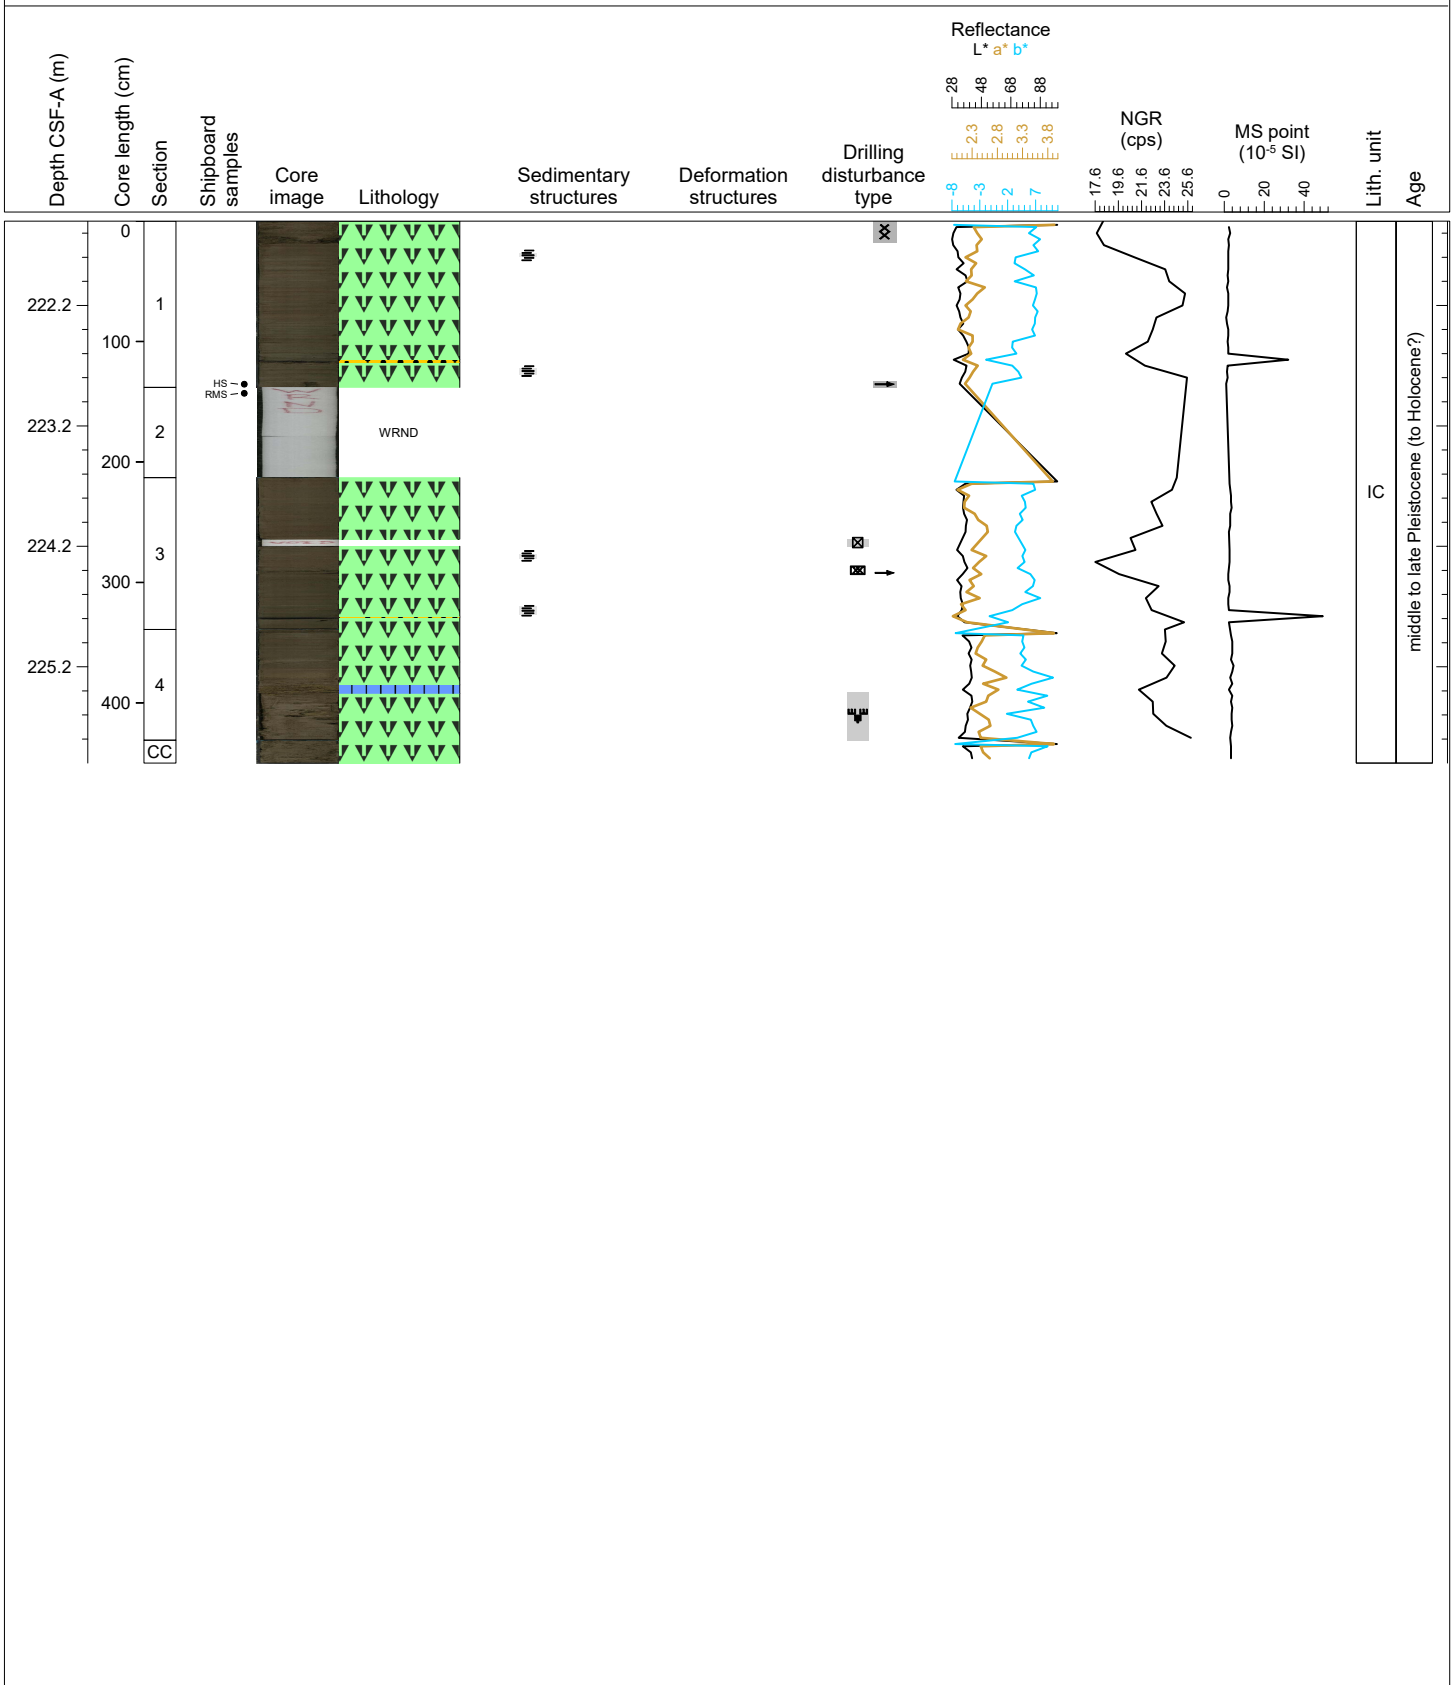 Depth CSF-A (m)
Core length (cm)
Section
Shipboard
samples
Core
image
Lithology
Sedimentary
structures
Deformation
structures
Drilling
disturbance
type
Reflectance
L* a* b*
28 48 68 88
2.3 2.8 3.3 3.8
-8 -3 2 7
NGR
(cps)
17.6 19.6 21.6 23.6 25.6
MS point
(10-5 SI)
0 20 40
Lith. unit
Age
0
1
222.2
100
HS
RMS
223.2
2
WRND
200
IC
middle to late Pleistocene (to Holocene?)
224.2
3
300
225.2
4
400
CC